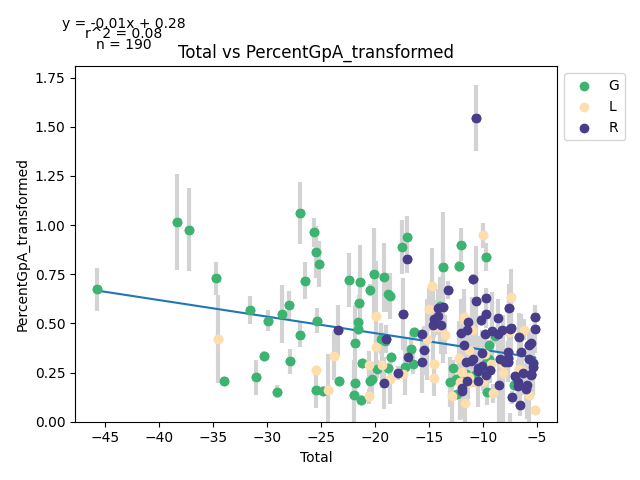 y = -0.01x + 0.28
r^2 = 0.08
n = 190
Total vs PercentGpA_transformed
PercentGpA_transformed
1.75
1.50
1.25
1.00
0.75
0.50
0.25
0.00
−45
−40
−35
−30
−25
−20
−15
−10
−5
Total
G
L
R